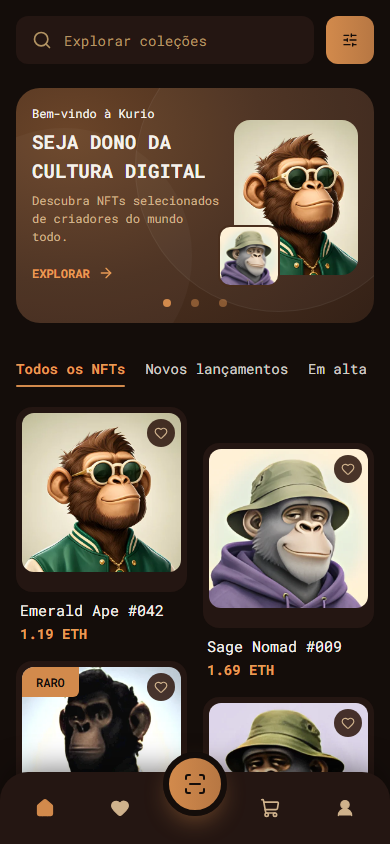 Explorar coleções
Bem-vindo à Kurio
SEJA DONO DA
CULTURA DIGITAL
Descubra NFTs selecionados
de criadores do mundo
todo.
EXPLORAR
Todos os NFTs
Novos lançamentos
Em alta
Emerald Ape #042
1.19 ETH
Sage Nomad #009
1.69 ETH
RARO